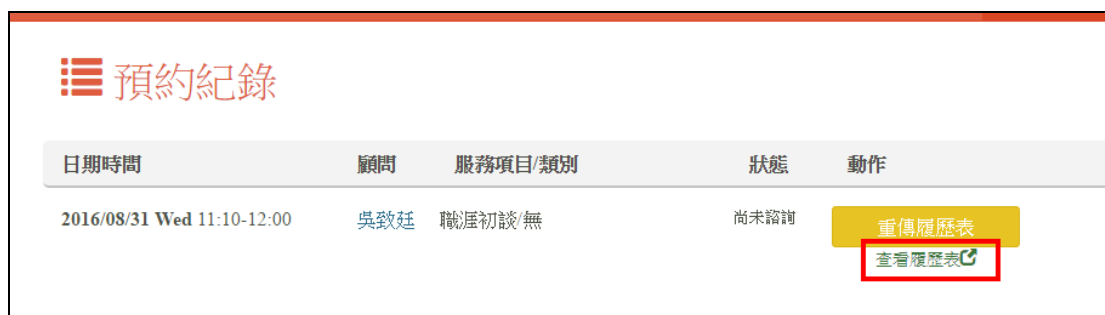 預約紀錄
日期時間 顧問 服務項目/類別 狀態 動作
2016/08/31 Wed 11:10-12:00 吳致廷 職涯初談/無 尚未諮詢 重傳履歷表
查看履歷表